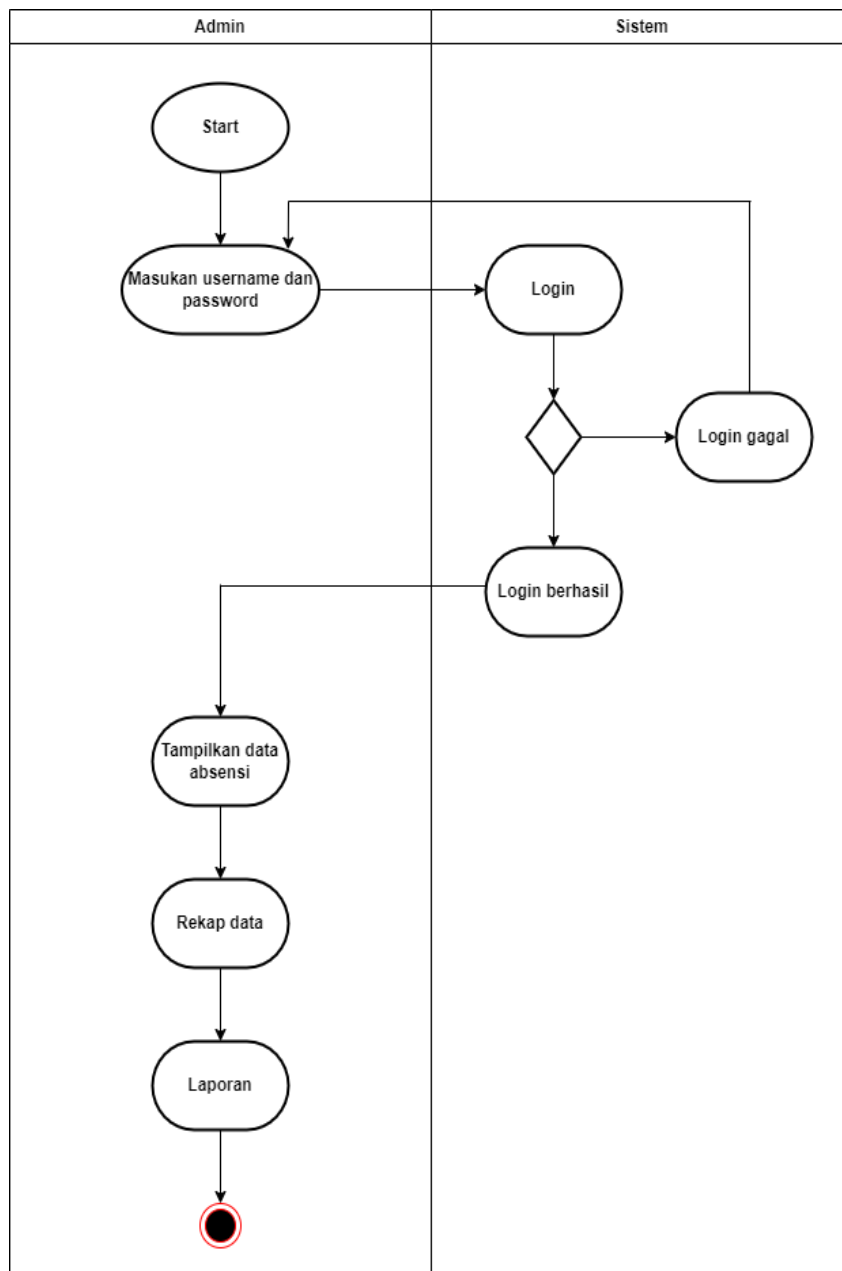 Admin
Sistem
Start
Masukan username dan
password
Login
Login gagal
Login berhasil
Tampilkan data
absensi
Rekap data
Laporan